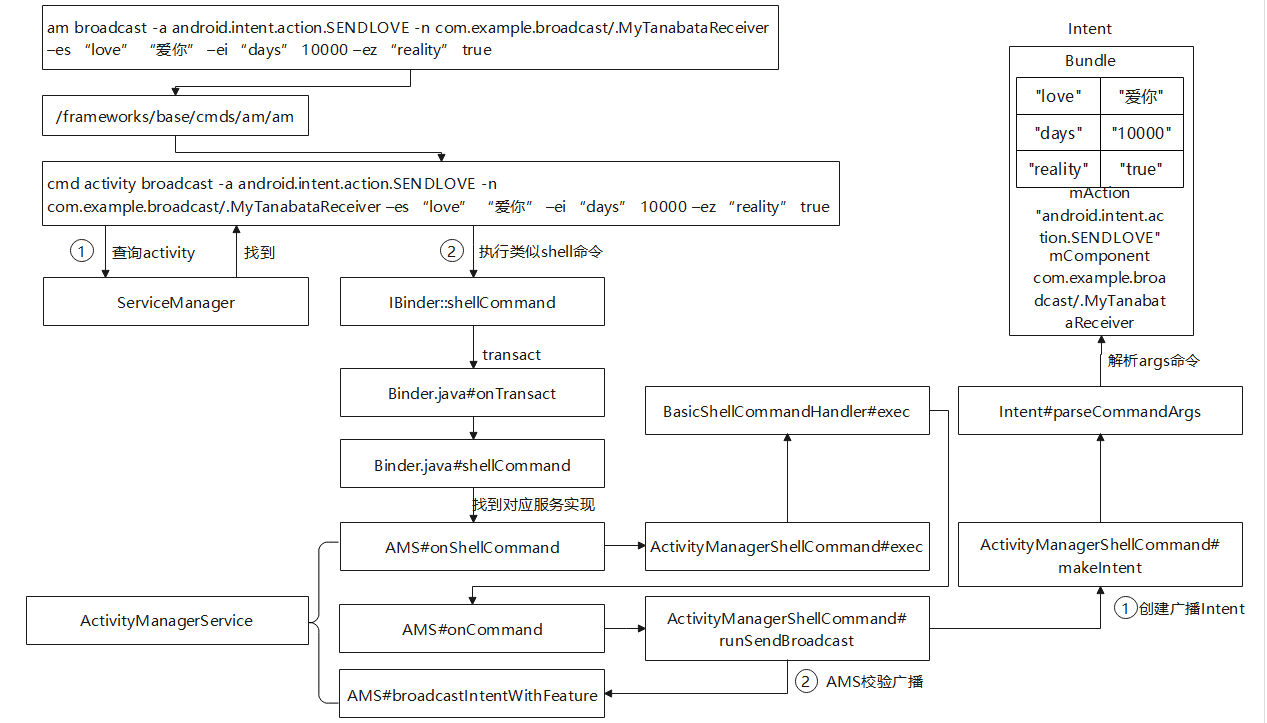 am broadcast -a android.intent.action.SENDLOVE -n com.example.broadcast/.MyTanabataReceiver
–es “love” “爱你” –ei “days” 10000 –ez “reality” true
/frameworks/base/cmds/am/am
cmd activity broadcast -a android.intent.action.SENDLOVE -n
com.example.broadcast/.MyTanabataReceiver –es “love” “爱你” –ei “days” 10000 –ez “reality” true
1 查询activity
找到
2 执行类似shell命令
ServiceManager
IBinder::shellCommand
transact
Binder.java#onTransact
Binder.java#shellCommand
找到对应服务实现
AMS#onShellCommand
ActivityManagerShellCommand#exec
BasicShellCommandHandler#exec
ActivityManagerService
AMS#onCommand
ActivityManagerShellCommand#
runSendBroadcast
2 AMS校验广播
AMS#broadcastIntentWithFeature
1 创建广播Intent
ActivityManagerShellCommand#
makeIntent
Intent#parseCommandArgs
解析args命令
Intent
Bundle
"love" "爱你"
"days" "10000"
"reality" "true"
mAction
"android.intent.ac
tion.SENDLOVE"
mComponent
com.example.broa
dcast/.MyTanabat
aReceiver